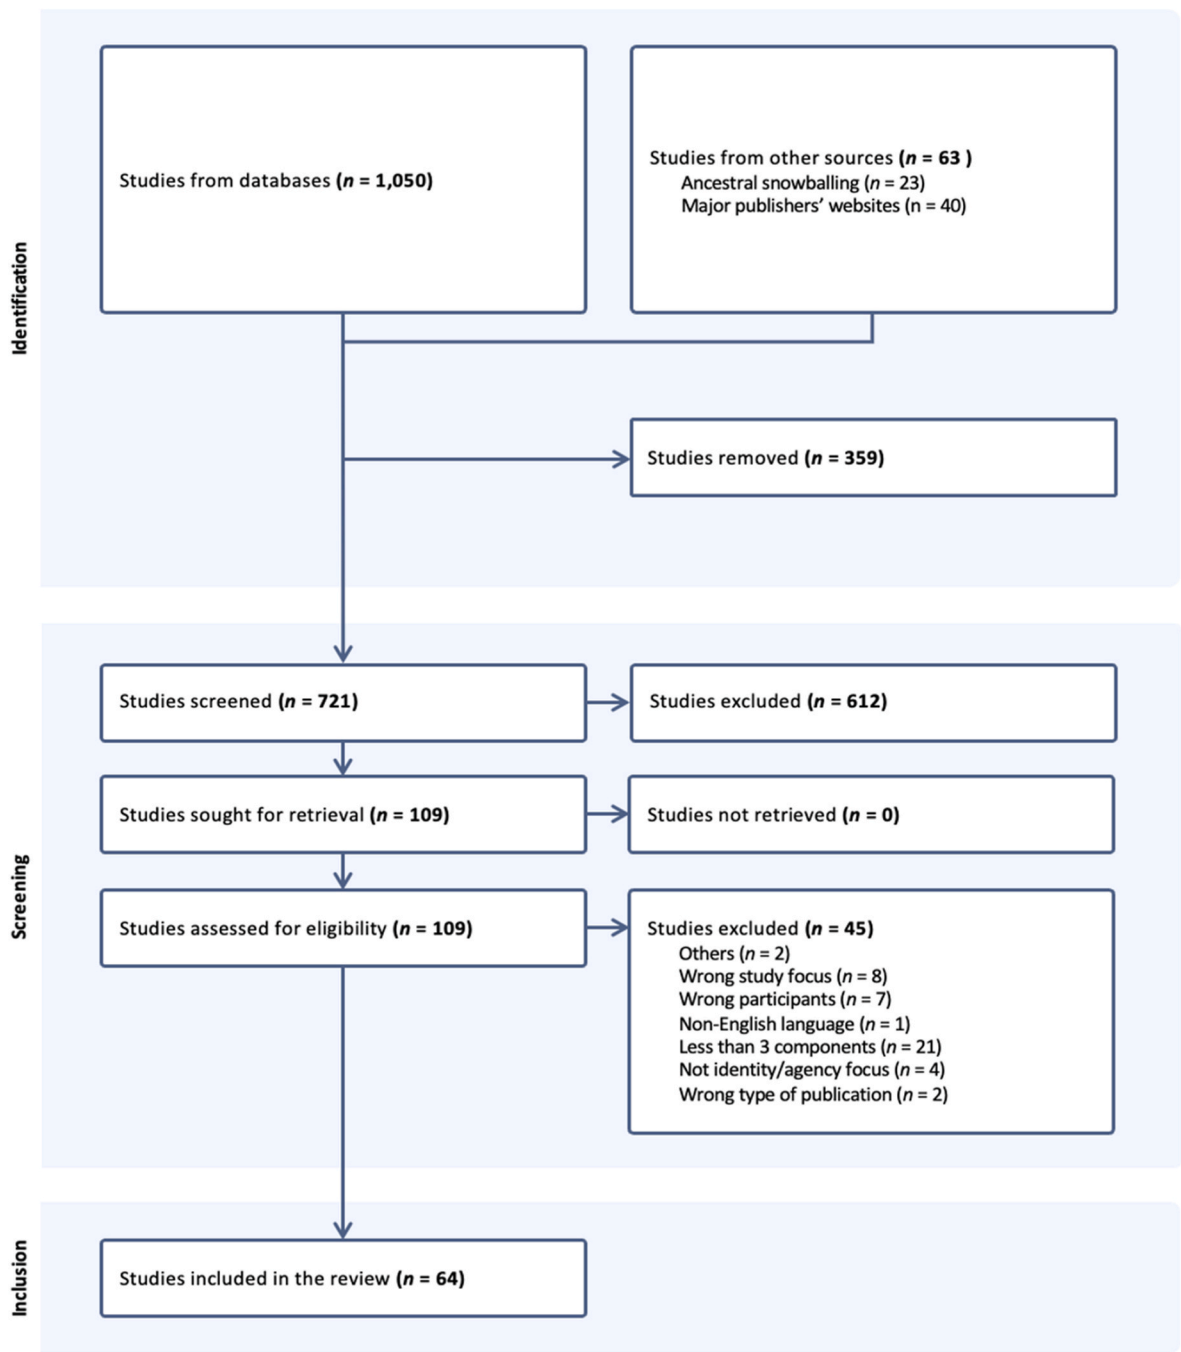 Identification
Studies from databases (n = 1,050)
Studies from other sources (n = 63 )
Ancestral snowballing (n = 23)
Major publishers’ websites (n = 40)
Studies removed (n = 359)
Screening
Studies screened (n = 721)
Studies excluded (n = 612)
Studies sought for retrieval (n = 109)
Studies not retrieved (n = 0)
Studies assessed for eligibility (n = 109)
Studies excluded (n = 45)
Others (n = 2)
Wrong study focus (n = 8)
Wrong participants (n = 7)
Non-English language (n = 1)
Less than 3 components (n = 21)
Not identity/agency focus (n = 4)
Wrong type of publication (n = 2)
Inclusion
Studies included in the review (n = 64)